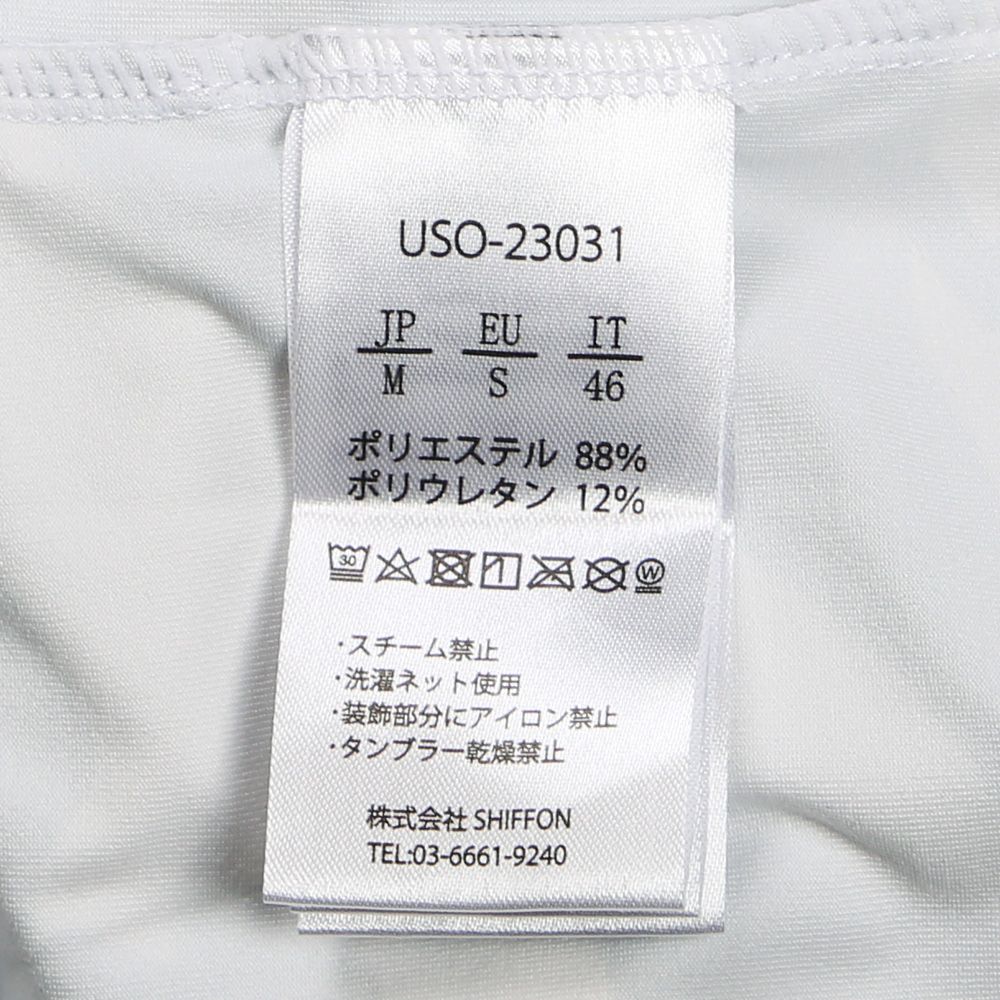 USO-23031
JP EU IT
M S 46
ポリエステル 88%
ポリウレタン 12%
30 W
・スチーム禁止
・洗濯ネット使用
・装飾部分にアイロン禁止
・タンブラー乾燥禁止
株式会社 SHIFFON
TEL:03-6661-9240